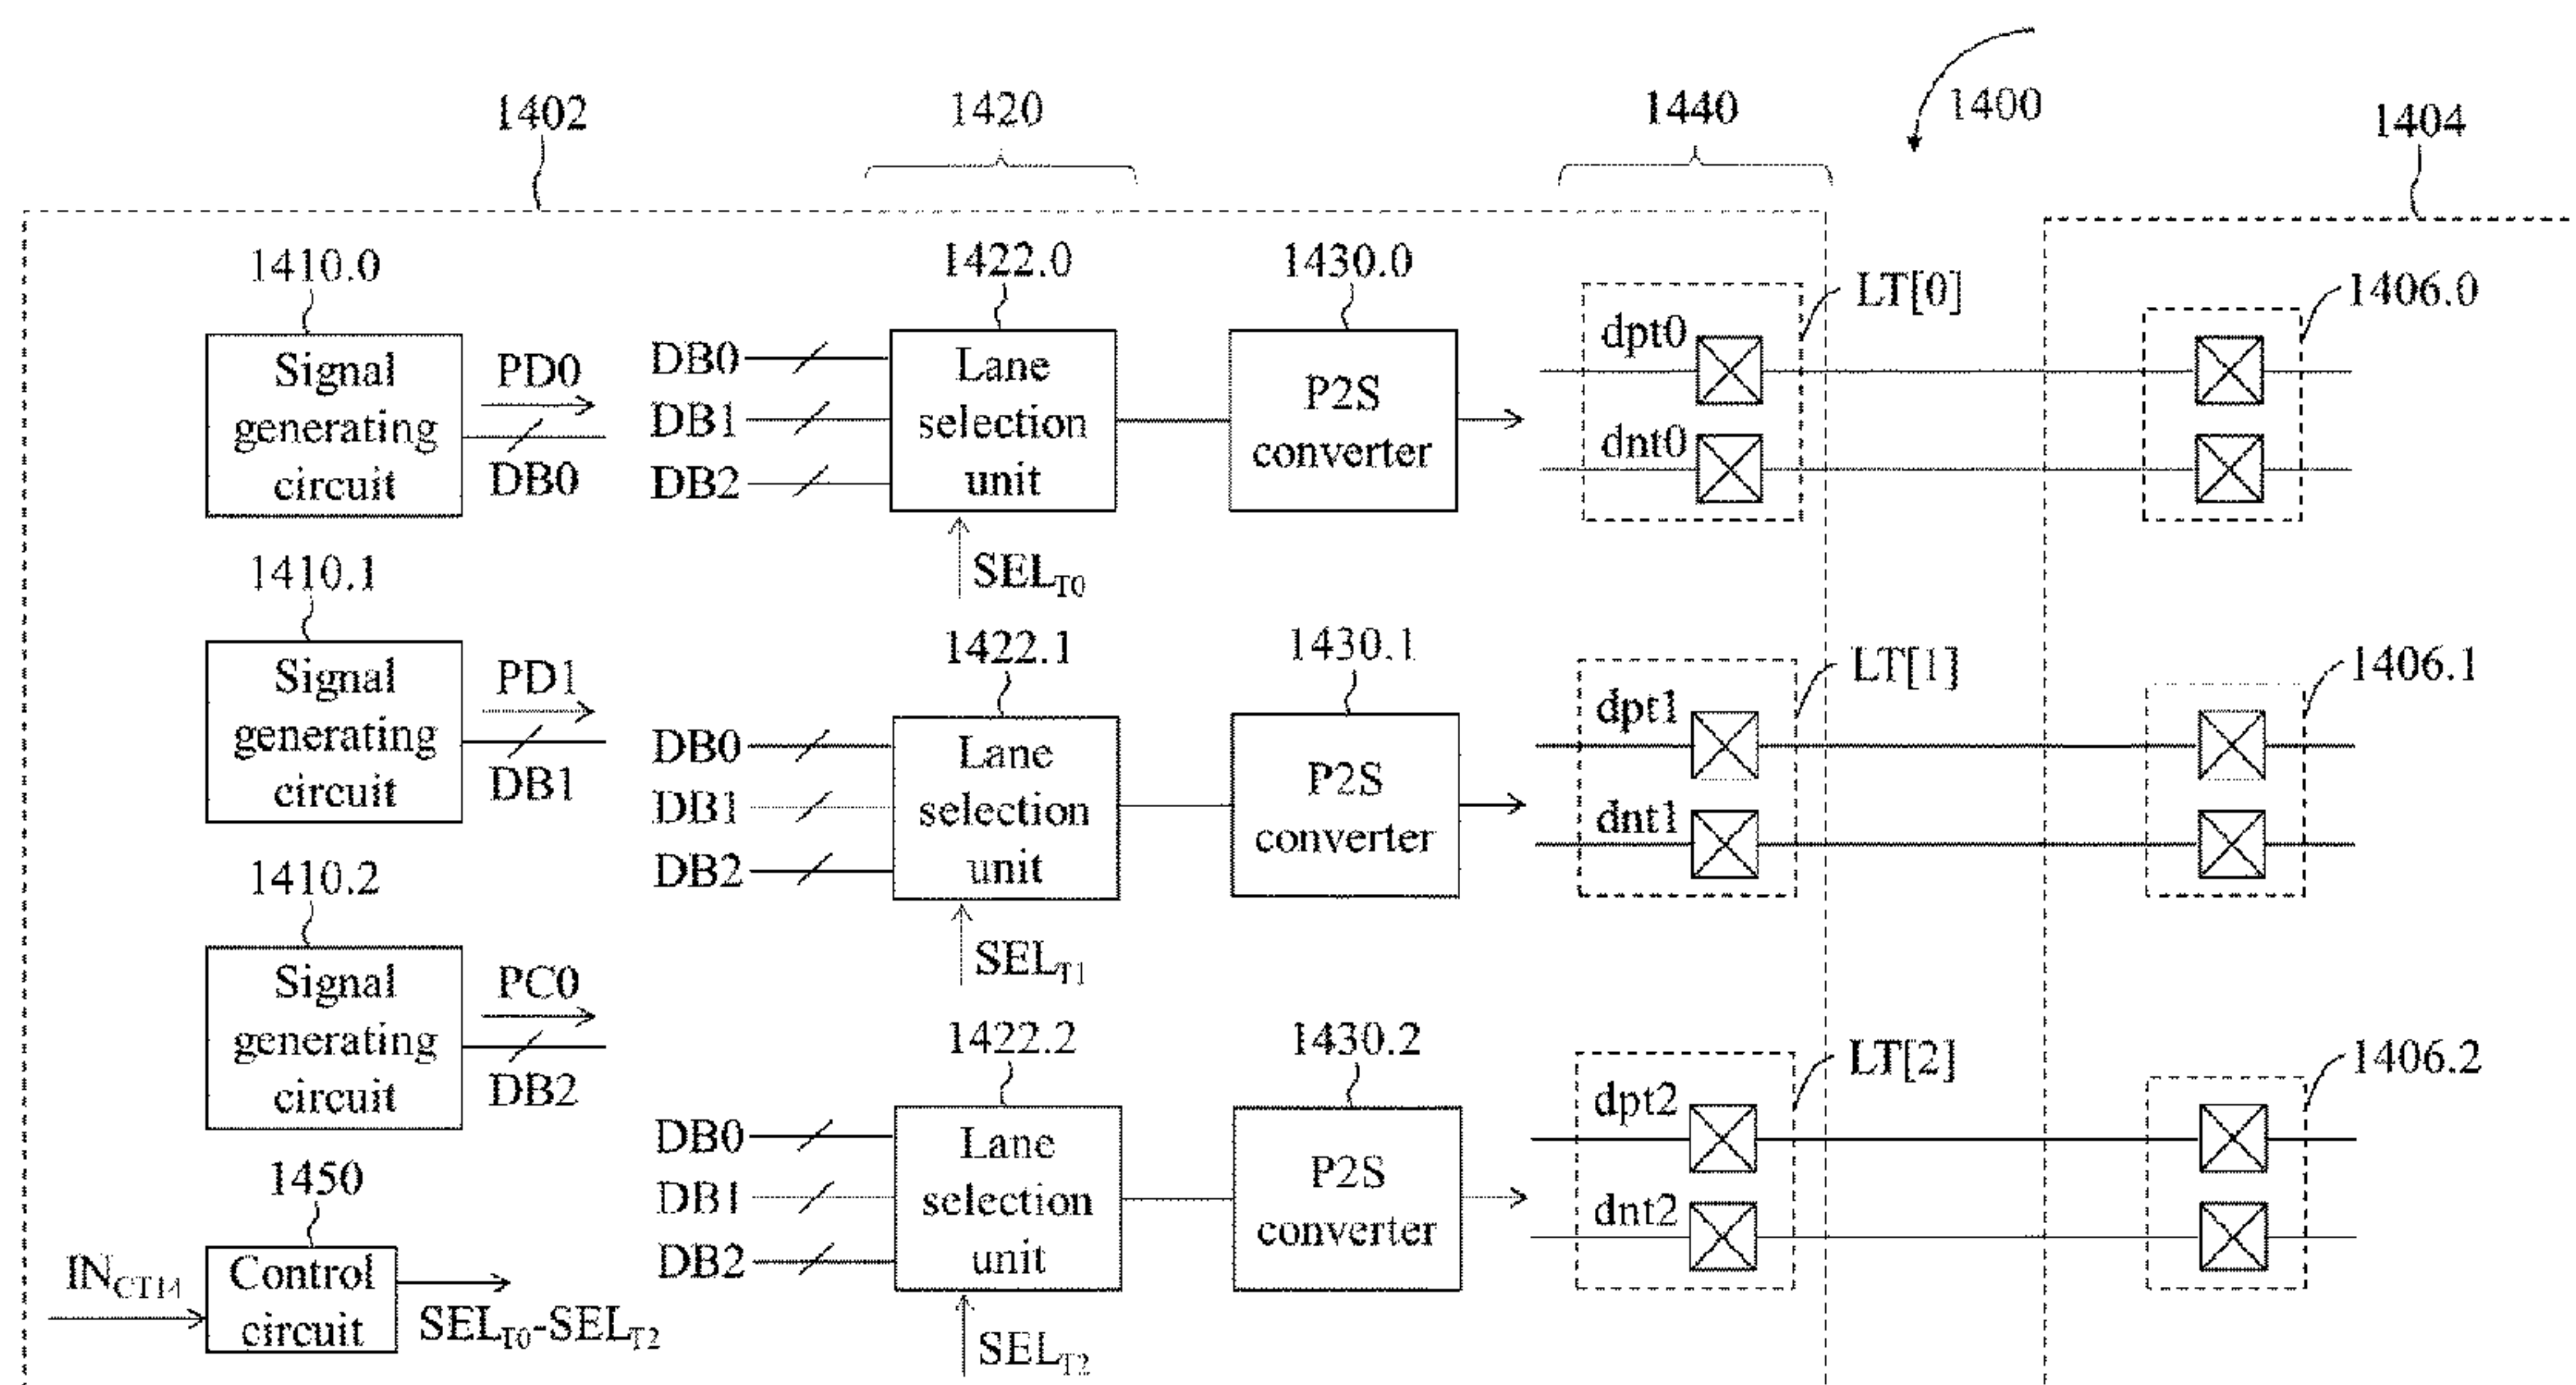 1400
1402
1420
1440
1404
1410.0
1422.0
1430.0
LT[0]
1406.0
Signal
generating
circuit
PD0
DB0
DB0
DB1
DB2
Lane
selection
unit
SELT0
P2S
converter
dpt0
dnt0
1410.1
1422.1
1430.1
LT[1]
1406.1
Signal
generating
circuit
PD1
DB1
DB0
DB1
DB2
Lane
selection
unit
SELT1
P2S
converter
dpt1
dnt1
1410.2
1422.2
1430.2
LT[2]
1406.2
Signal
generating
circuit
PC0
DB2
DB0
DB1
DB2
Lane
selection
unit
SELT2
P2S
converter
dpt2
dnt2
1450
INCT14
Control
circuit
SELT0-SELT2